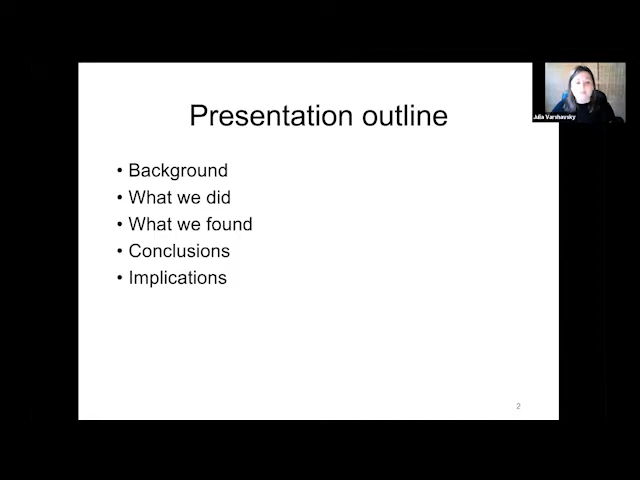 Presentation outline
Julia Varshavsky
• Background
• What we did
• What we found
• Conclusions
• Implications
2